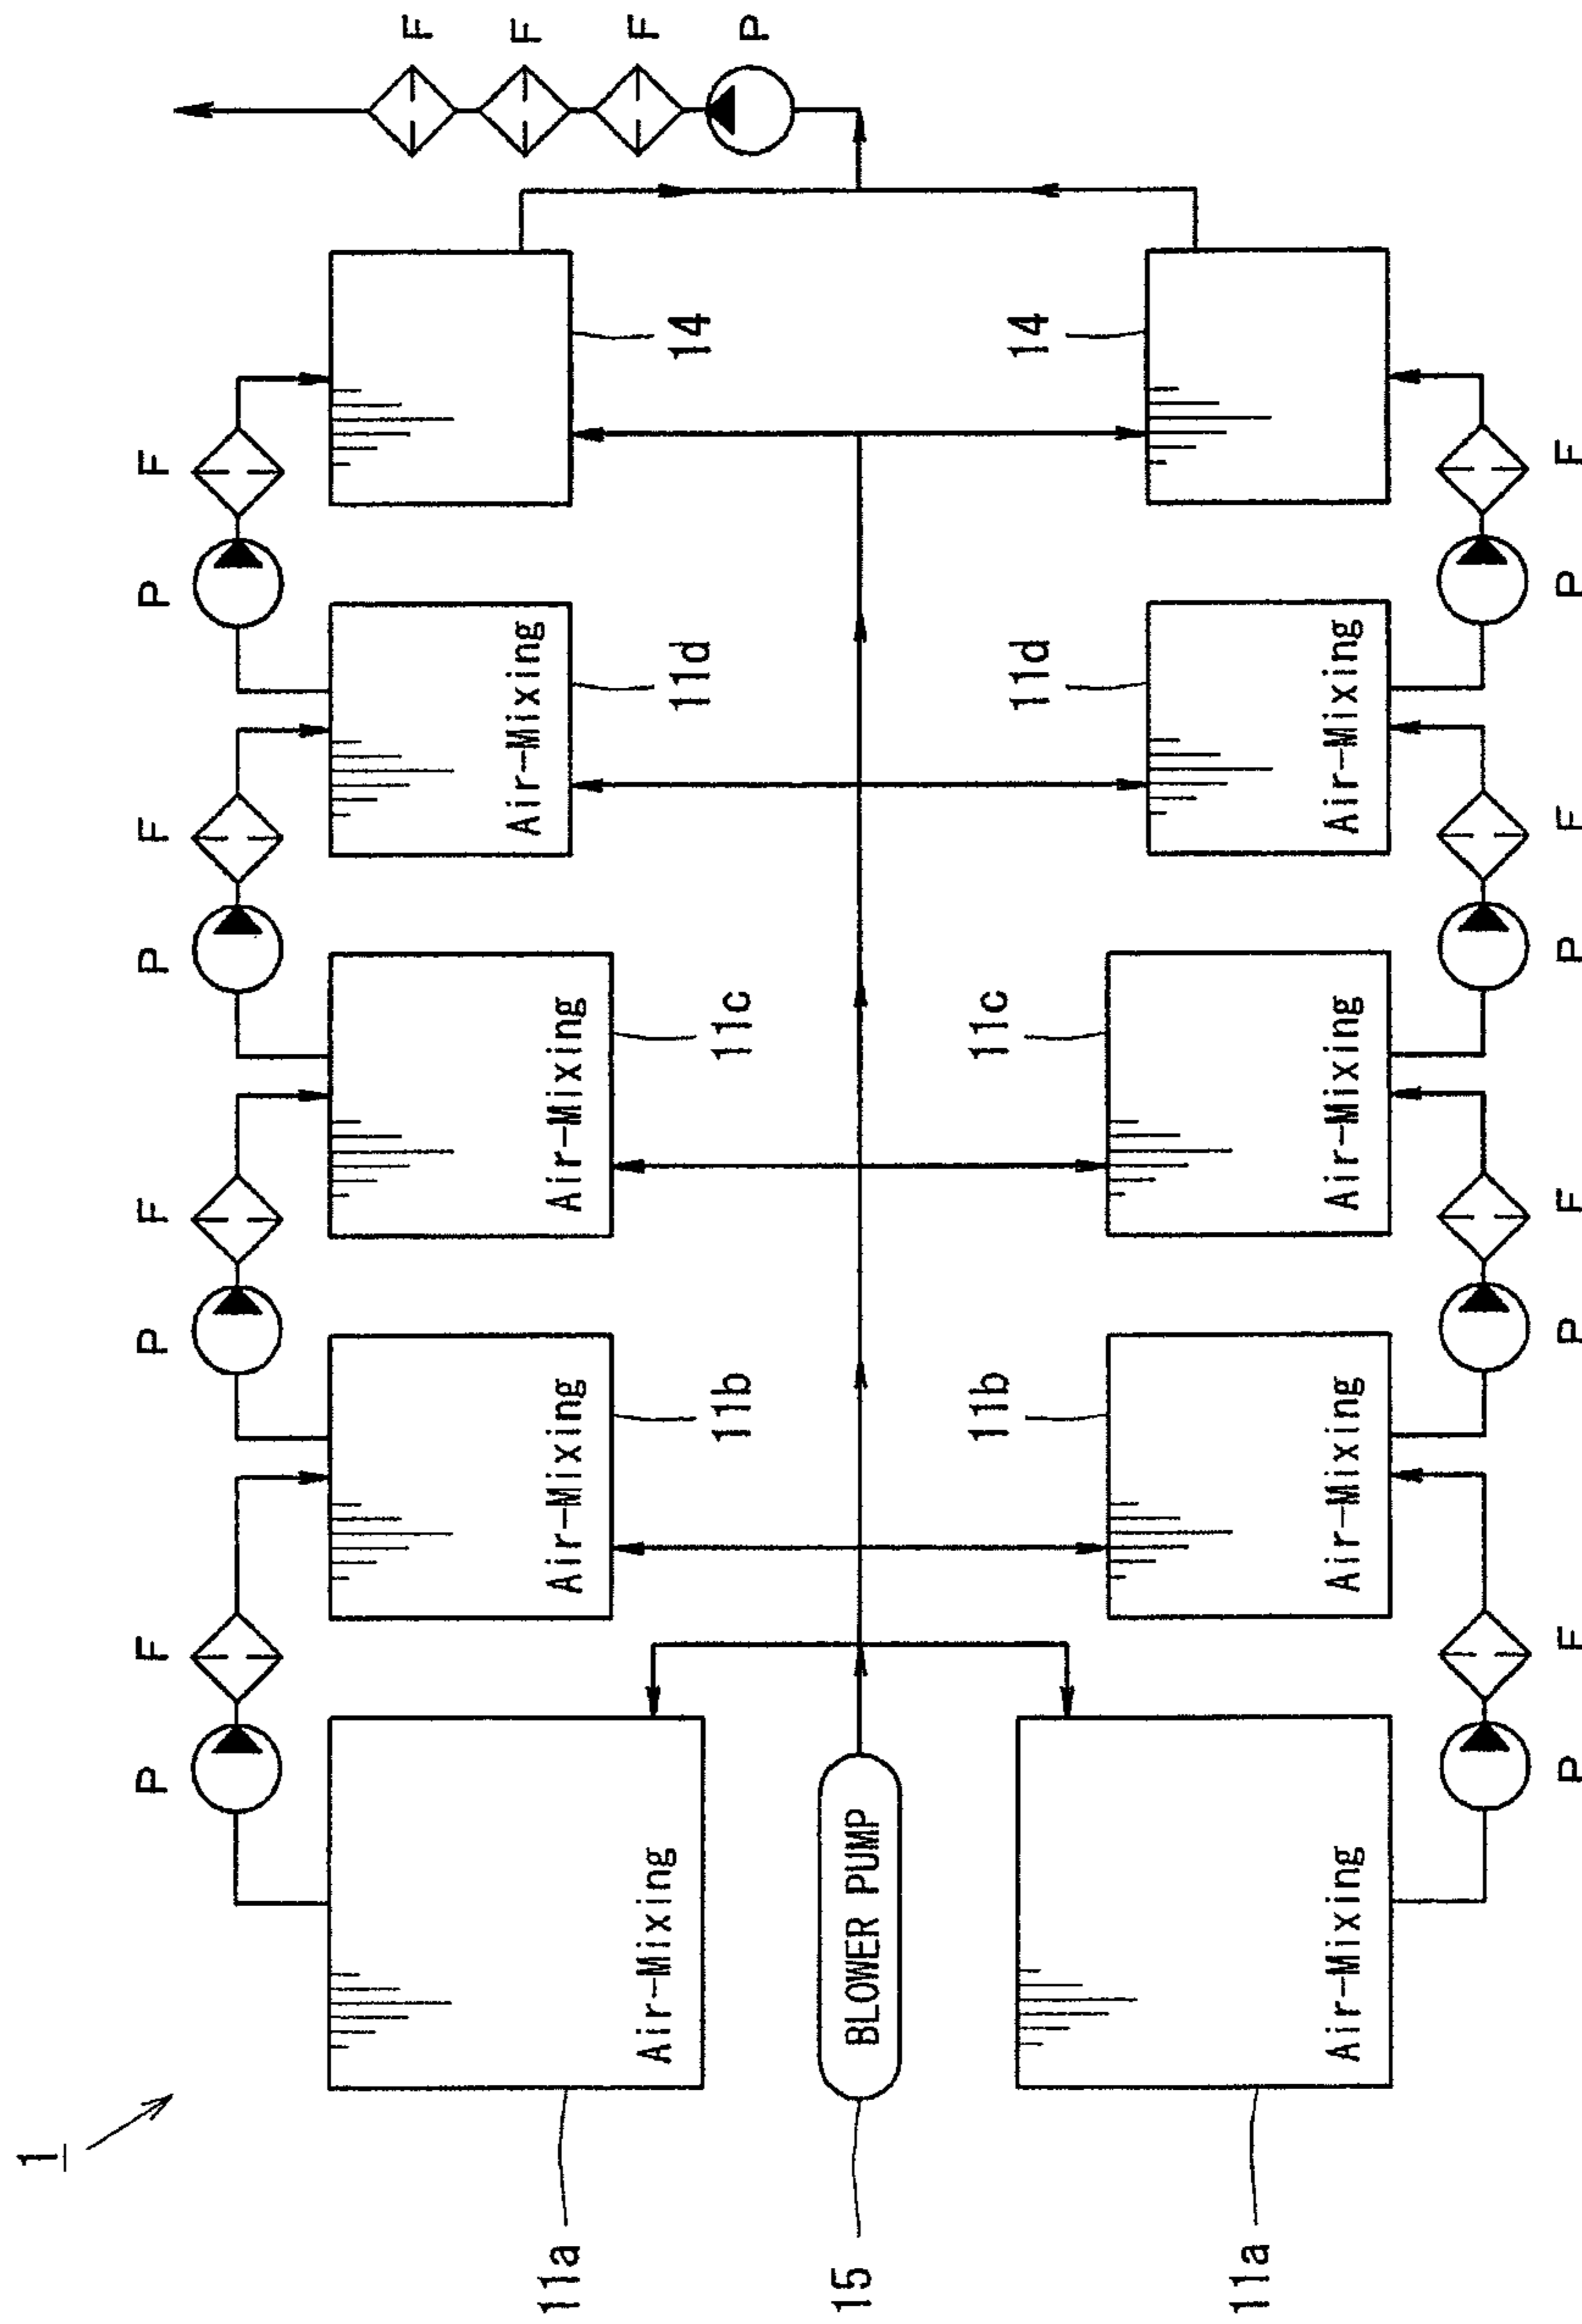 1
P
F
P
F
P
F
P
F
F
F
F
P
Air-Mixing
Air-Mixing
Air-Mixing
Air-Mixing
11a
11b
11c
11d
14
15
BLOWER PUMP
11b
11c
11d
14
11a
Air-Mixing
Air-Mixing
Air-Mixing
Air-Mixing
P
F
P
F
P
F
P
F